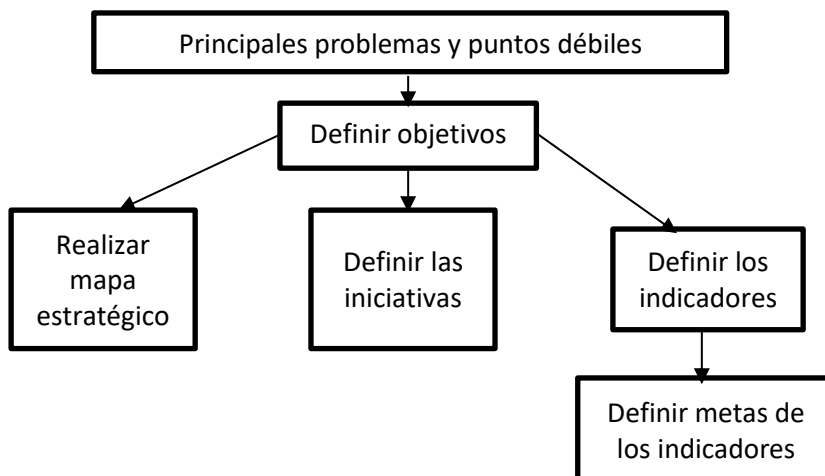 Principales problemas y puntos débiles
Definir objetivos
Realizar
mapa
estratégico
Definir las
iniciativas
Definir los
indicadores
Definir metas de
los indicadores